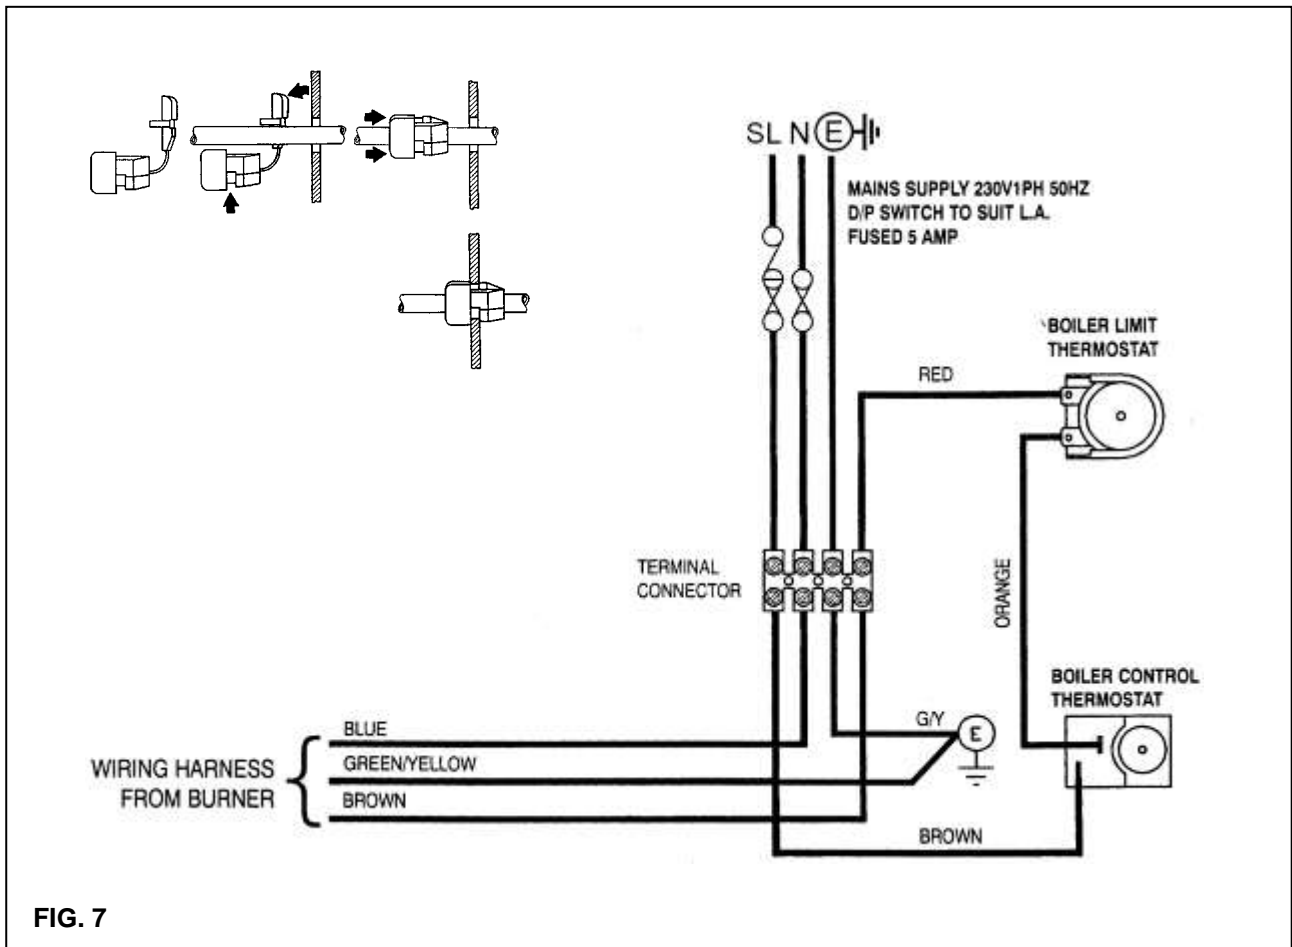 SL N E
MAINS SUPPLY 230V1PH 50HZ
D/P SWITCH TO SUIT L.A.
FUSED 5 AMP
BOILER LIMIT
THERMOSTAT
RED
TERMINAL
CONNECTOR
ORANGE
BOILER CONTROL
THERMOSTAT
G/Y
E
BLUE
GREEN/YELLOW
BROWN
WIRING HARNESS
FROM BURNER
BROWN
FIG. 7